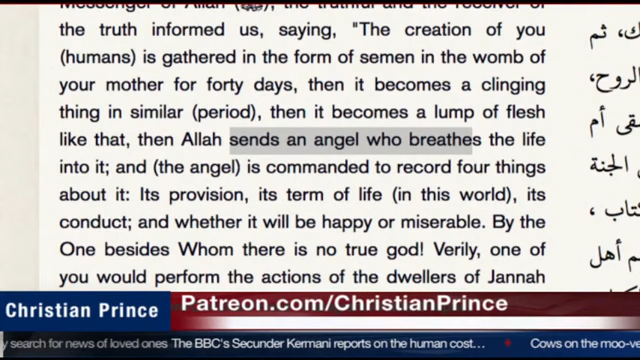 Messenger of Allah (ﷺ), the truthful and the receiver of
the truth informed us, saying, "The creation of you
(humans) is gathered in the form of semen in the womb of
your mother for forty days, then it becomes a clinging
thing in similar (period), then it becomes a lump of flesh
like that, then Allah sends an angel who breathes the life
into it; and (the angel) is commanded to record four things
about it: Its provision, its term of life (in this world), its
conduct; and whether it will be happy or miserable. By the
One besides Whom there is no true god! Verily, one of
you would perform the actions of the dwellers of Jannah
ك، ثم
الروح،
أم
الجنة
أهل
Christian Prince
Patreon.com/ChristianPrince
y search for news of loved ones The BBC's Secunder Kermani reports on the human cost… Cows on the moo-ve